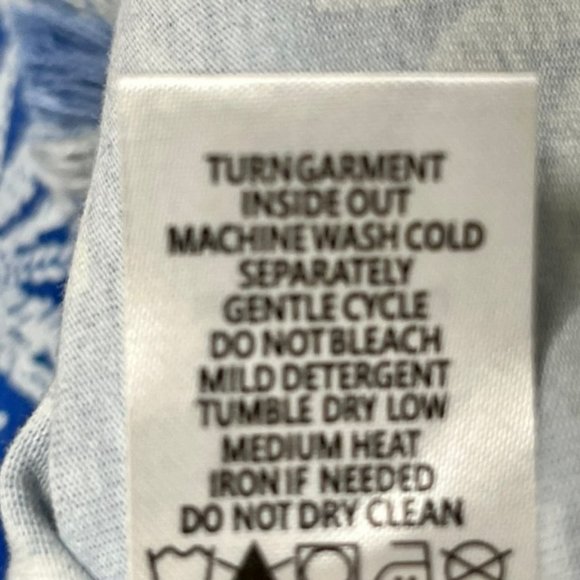 TURN GARMENT
INSIDE OUT
MACHINE WASH COLD
SEPARATELY
GENTLE CYCLE
DO NOT BLEACH
MILD DETERGENT
TUMBLE DRY LOW
MEDIUM HEAT
IRON IF NEEDED
DO NOT DRY CLEAN